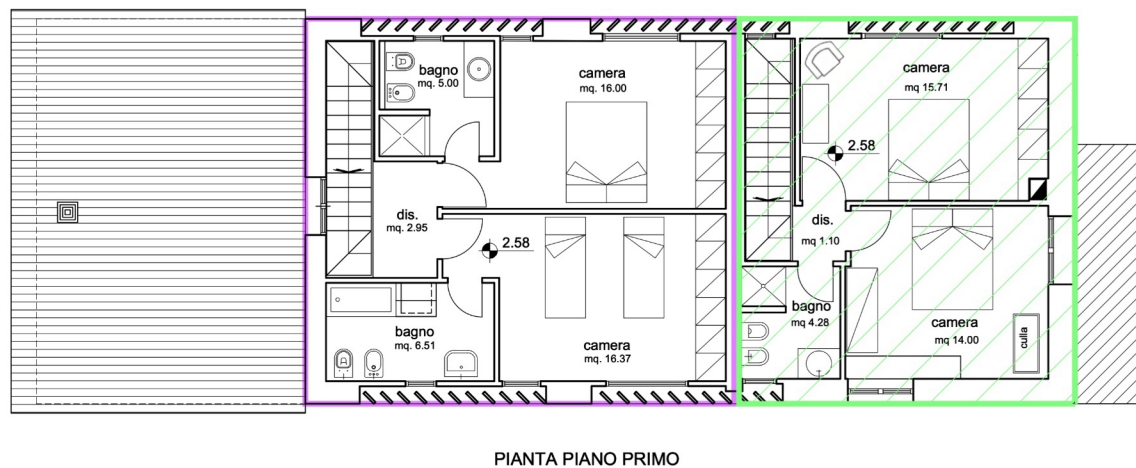 bagno
mq. 5.00
camera
mq. 16.00
dis.
mq. 2.95
2.58
bagno
mq. 6.51
camera
mq. 16.37
camera
mq 15.71
2.58
dis.
mq 1.10
bagno
mq 4.28
camera
mq 14.00
culla
PIANTA PIANO PRIMO